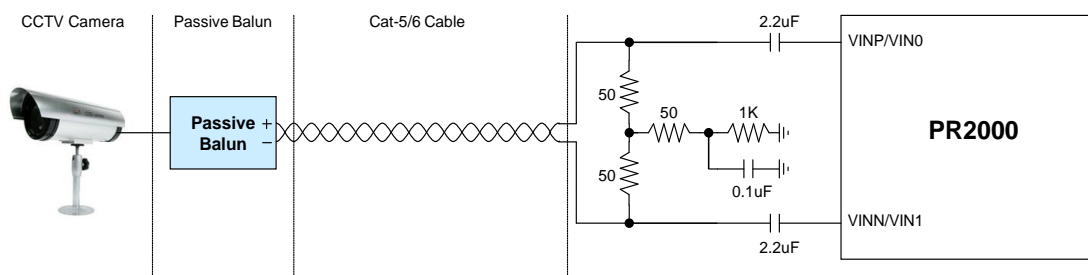 CCTV Camera
Passive Balun
Cat-5/6 Cable
2.2uF
VINP/VIN0
50
50
1K
Passive +
Balun −
PR2000
50
0.1uF
VINN/VIN1
2.2uF